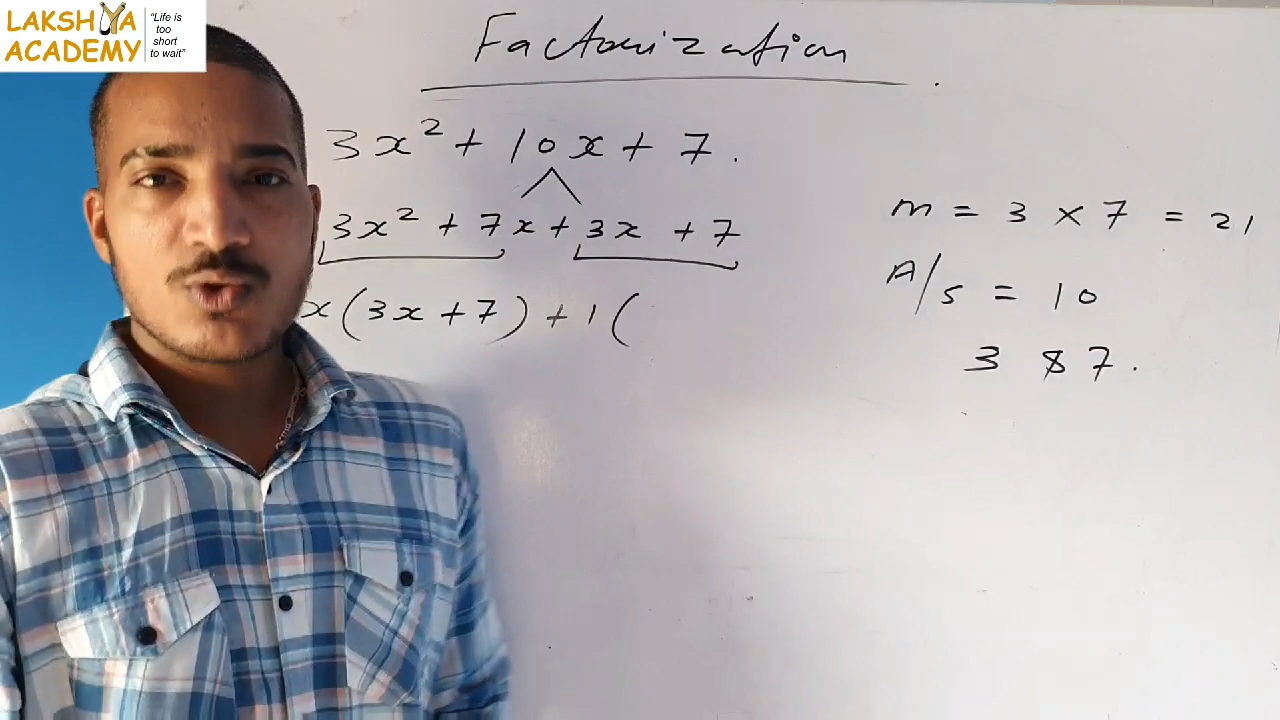 LAKSHYA
ACADEMY
"Life is
too
short
to wait"
Factorization
3x² + 10x + 7.
3x² + 7x + 3x + 7
x(3x + 7) + 1(
m = 3 × 7 = 21
A/s = 10
3 & 7.